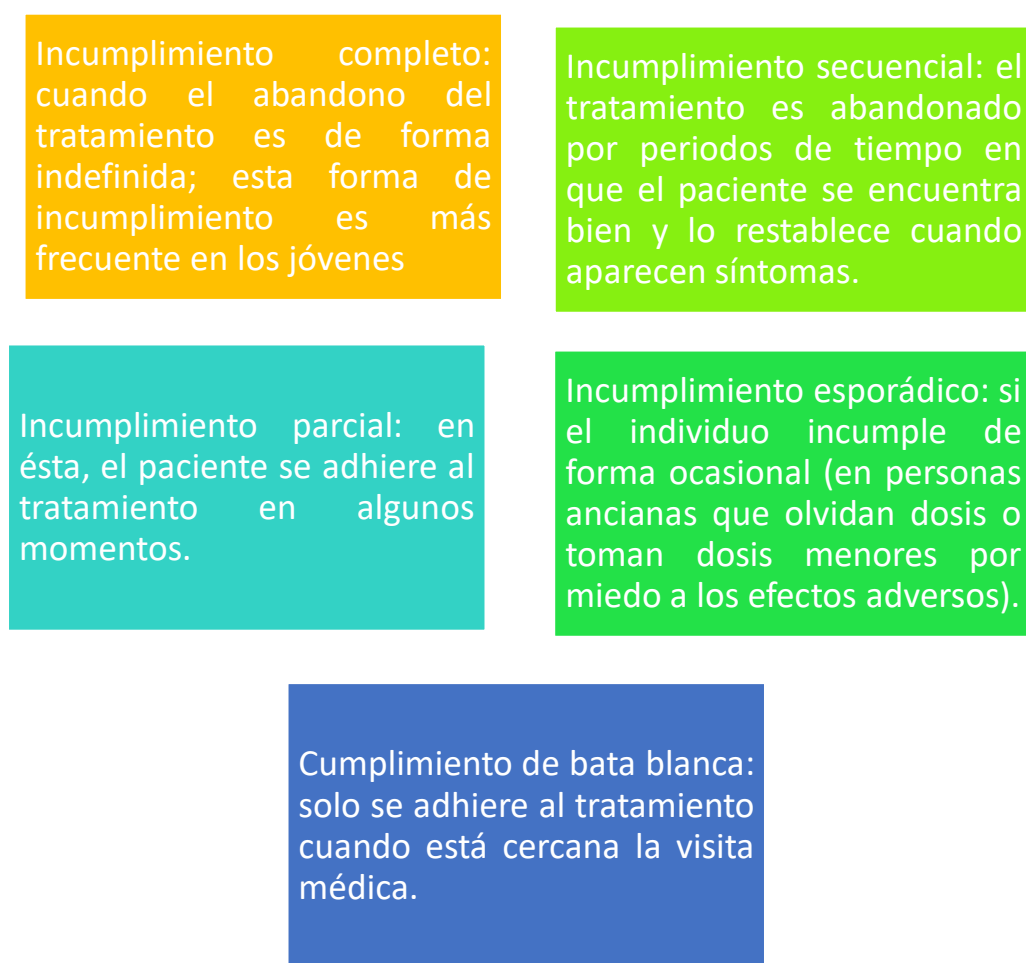 Incumplimiento completo:
cuando el abandono del
tratamiento es de forma
indefinida; esta forma de
incumplimiento es más
frecuente en los jóvenes
Incumplimiento secuencial: el
tratamiento es abandonado
por periodos de tiempo en
que el paciente se encuentra
bien y lo restablece cuando
aparecen síntomas.
Incumplimiento parcial: en
ésta, el paciente se adhiere al
tratamiento en algunos
momentos.
Incumplimiento esporádico: si
el individuo incumple de
forma ocasional (en personas
ancianas que olvidan dosis o
toman dosis menores por
miedo a los efectos adversos).
Cumplimiento de bata blanca:
solo se adhiere al tratamiento
cuando está cercana la visita
médica.